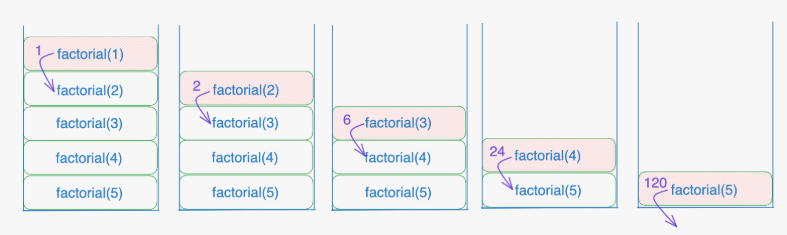 1 factorial(1)
factorial(2)
factorial(3)
factorial(4)
factorial(5)
2 factorial(2)
factorial(3)
factorial(4)
factorial(5)
6 factorial(3)
factorial(4)
factorial(5)
24 factorial(4)
factorial(5)
120 factorial(5)